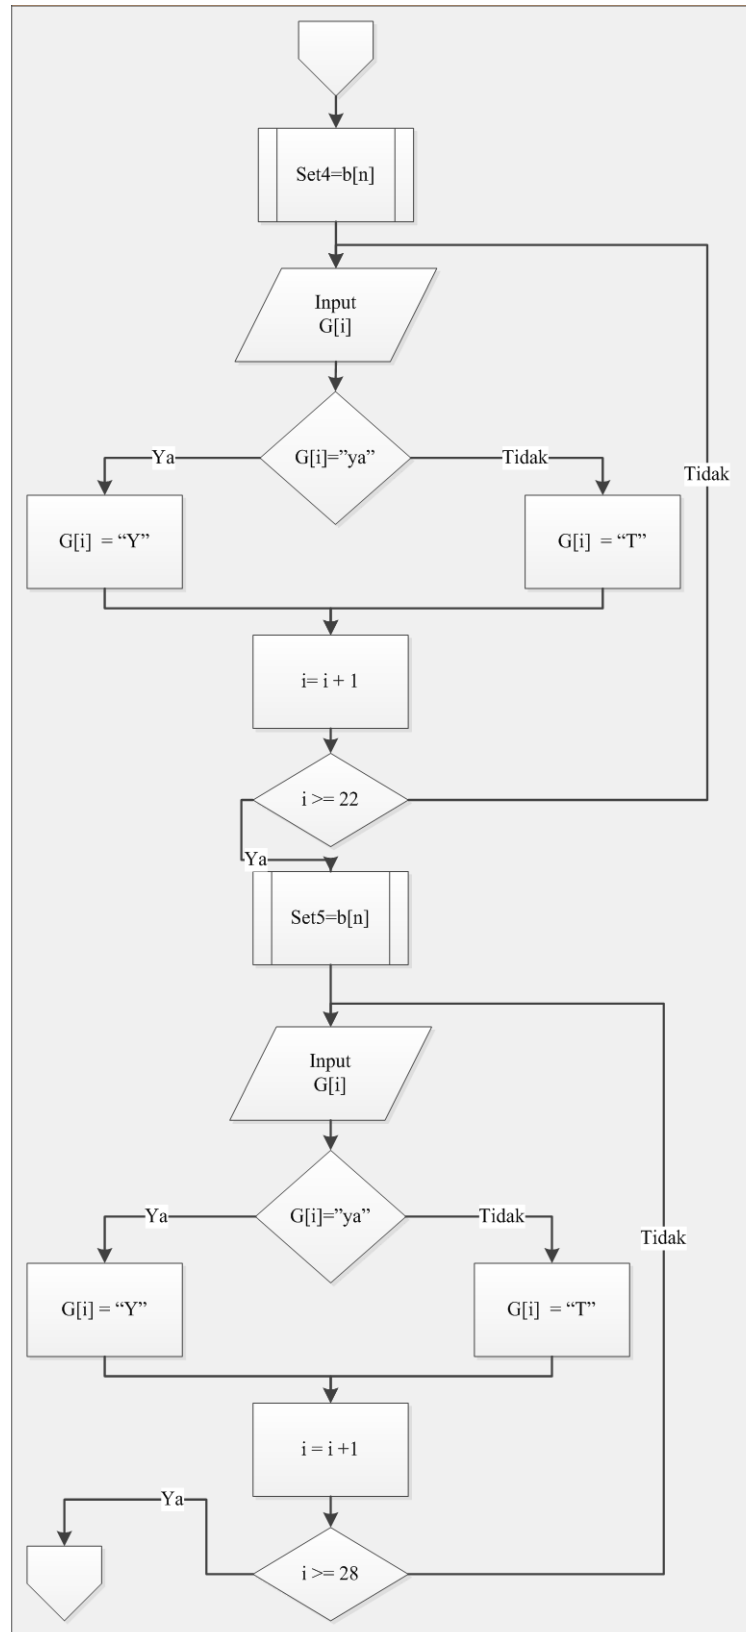 Set4=b[n]
Input
G[i]
G[i]=”ya”
Ya
Tidak
Tidak
G[i]  = “Y”
G[i]  = “T”
i= i + 1
i >= 22
Ya
Set5=b[n]
Input
G[i]
G[i]=”ya”
Ya
Tidak
Tidak
G[i] = “Y”
G[i]  = “T”
i = i +1
Ya
i >= 28